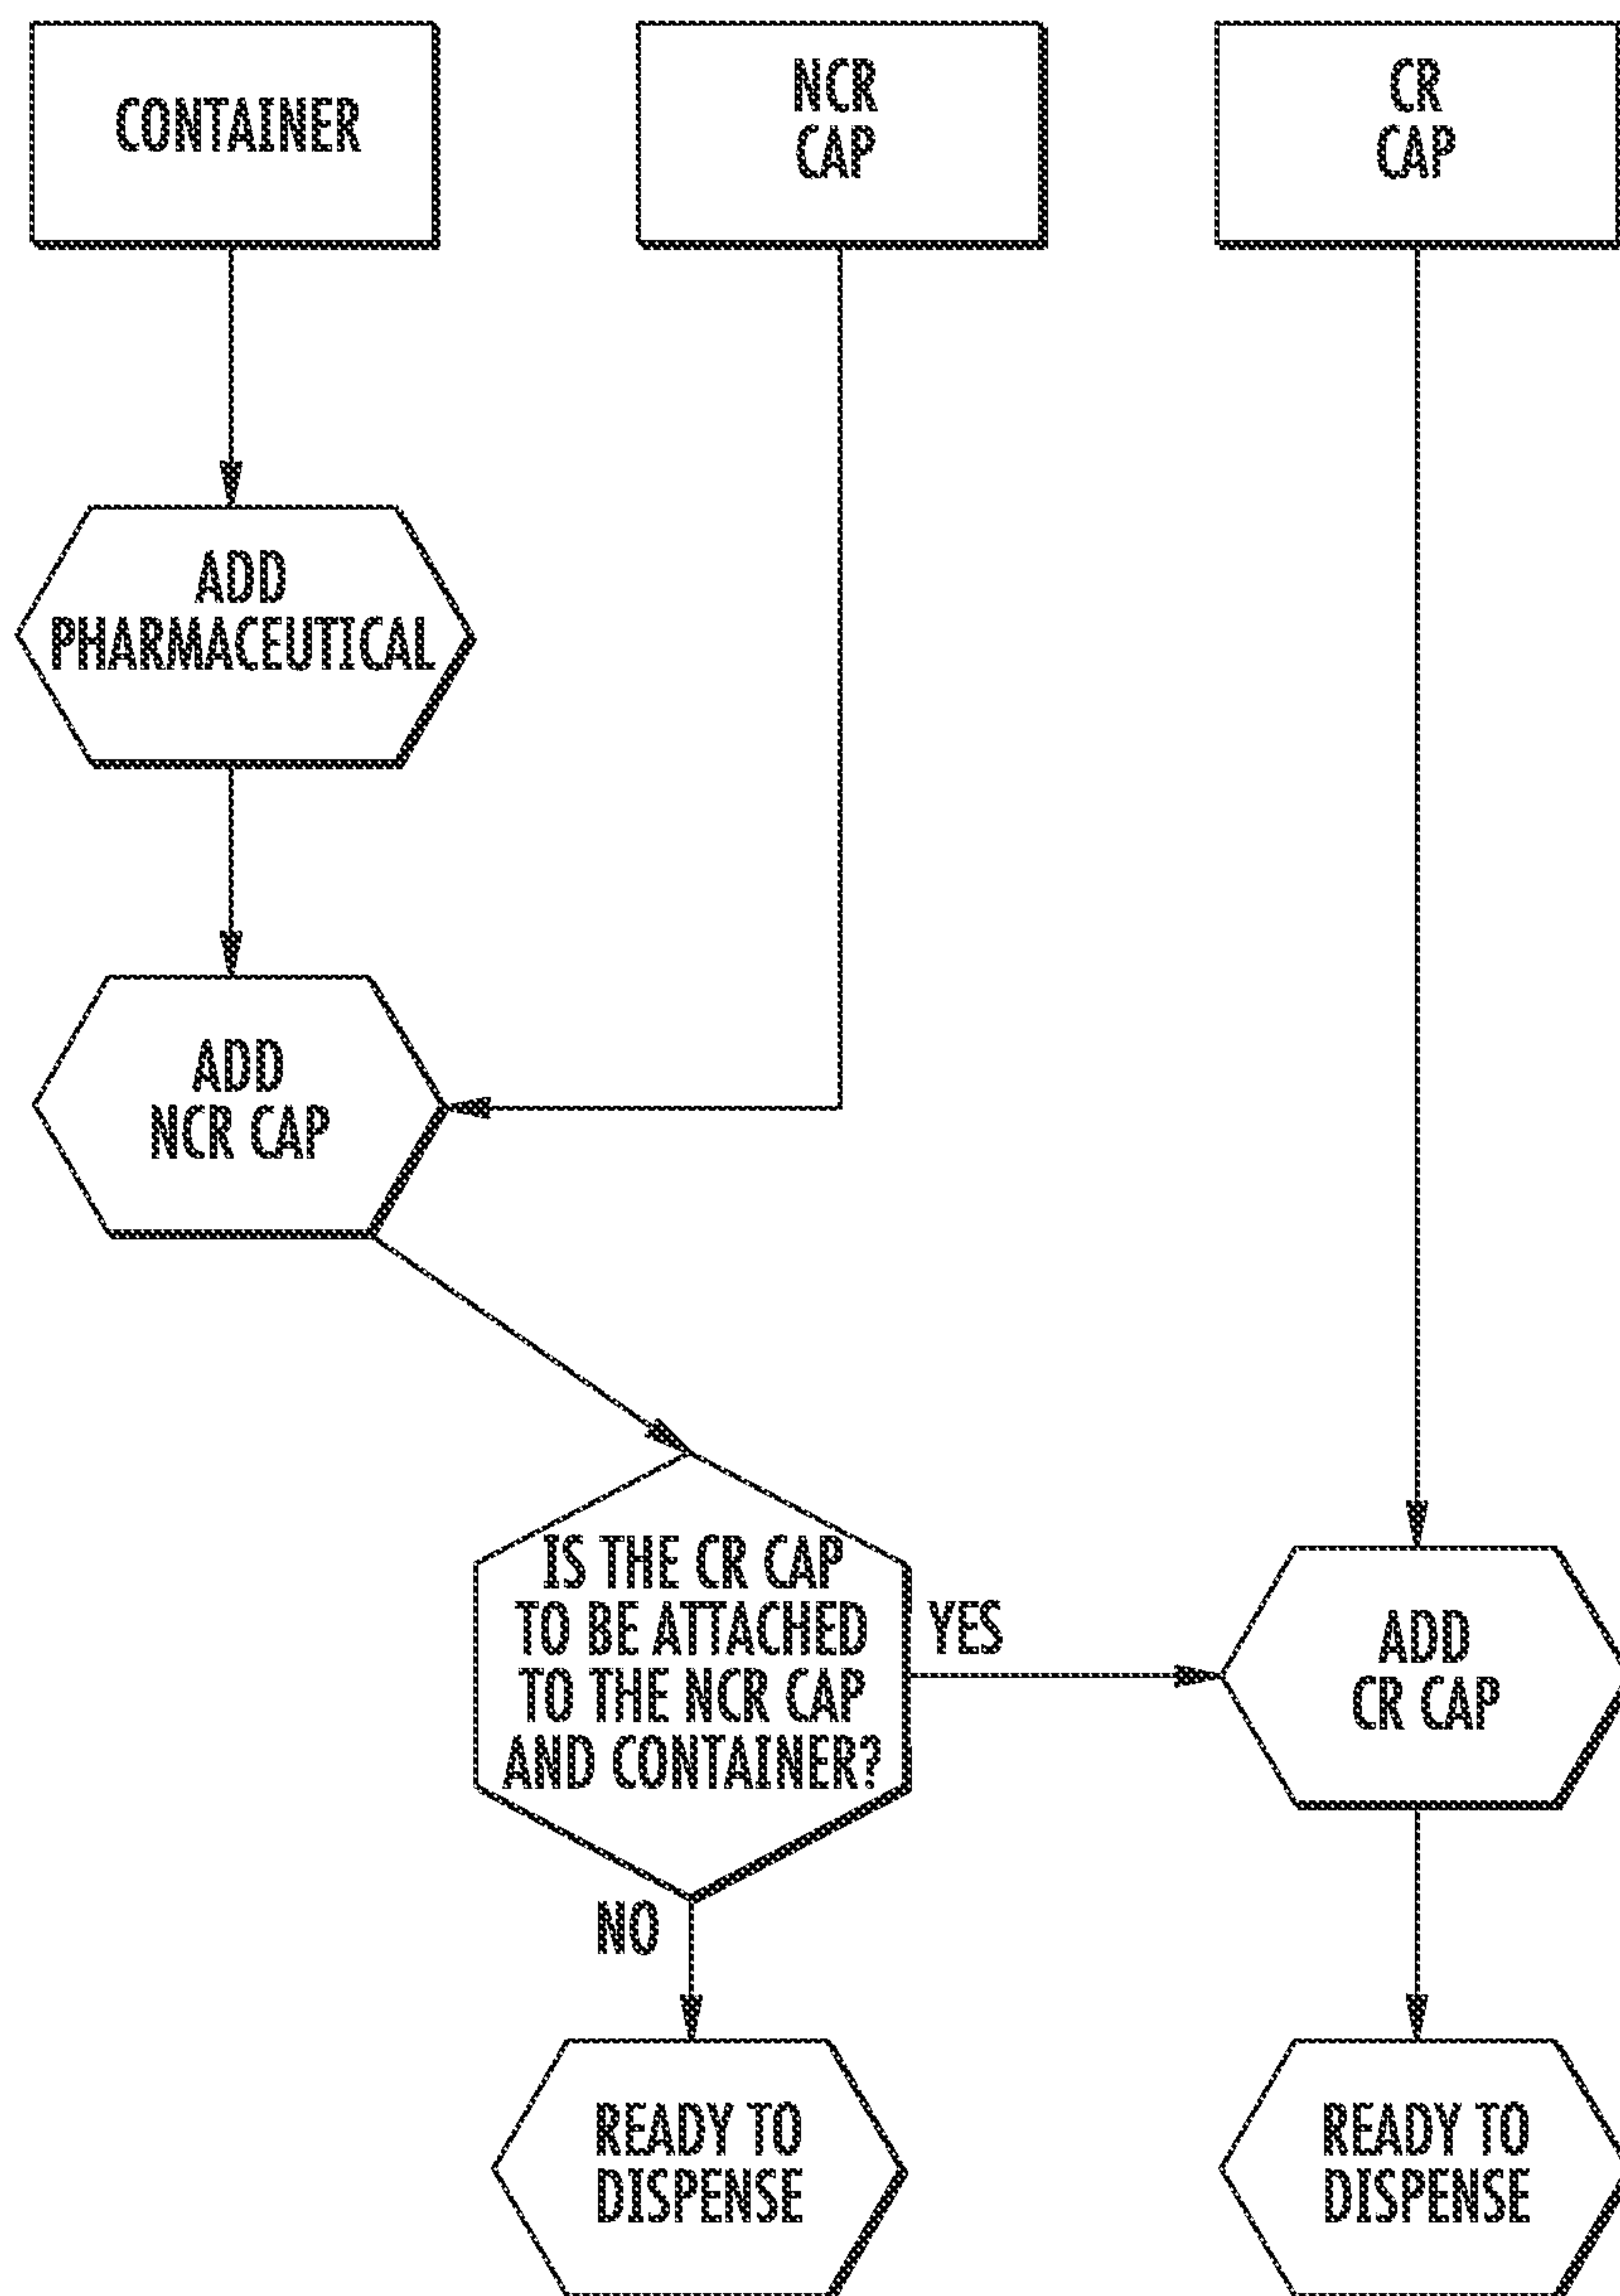 CONTAINER
NCR
CAP
CR
CAP
ADD
PHARMACEUTICAL
ADD
NCR CAP
IS THE CR CAP
TO BE ATTACHED
TO THE NCR CAP
AND CONTAINER?
YES
ADD
CR CAP
NO
READY TO
DISPENSE
READY TO
DISPENSE